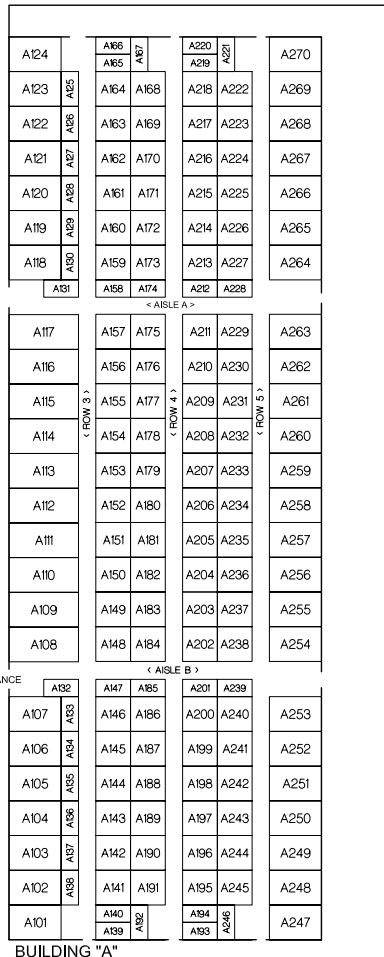 A124 A166 A167 A220 A221 A270
A165 A219
A123 A125 A164 A168 A218 A222 A269
A122 A126 A163 A169 A217 A223 A268
A121 A127 A162 A170 A216 A224 A267
A120 A128 A161 A171 A215 A225 A266
A119 A129 A160 A172 A214 A226 A265
A118 A130 A159 A173 A213 A227 A264
A131 A158 A174 A212 A228
< AISLE A >
A117 A157 A175 A211 A229 A263
A116 A156 A176 A210 A230 A262
A115 < ROW 3 > A155 A177 < ROW 4 > A209 A231 < ROW 5 > A261
A114 A154 A178 A208 A232 A260
A113 A153 A179 A207 A233 A259
A112 A152 A180 A206 A234 A258
A111 A151 A181 A205 A235 A257
A110 A150 A182 A204 A236 A256
A109 A149 A183 A203 A237 A255
A108 A148 A184 A202 A238 A254
< AISLE B >
ANCE
A132 A147 A185 A201 A239
A107 A133 A146 A186 A200 A240 A253
A106 A134 A145 A187 A199 A241 A252
A105 A135 A144 A188 A198 A242 A251
A104 A136 A143 A189 A197 A243 A250
A103 A137 A142 A190 A196 A244 A249
A102 A138 A141 A191 A195 A245 A248
A101 A140 A192 A194 A246 A247
A139 A193
BUILDING "A"